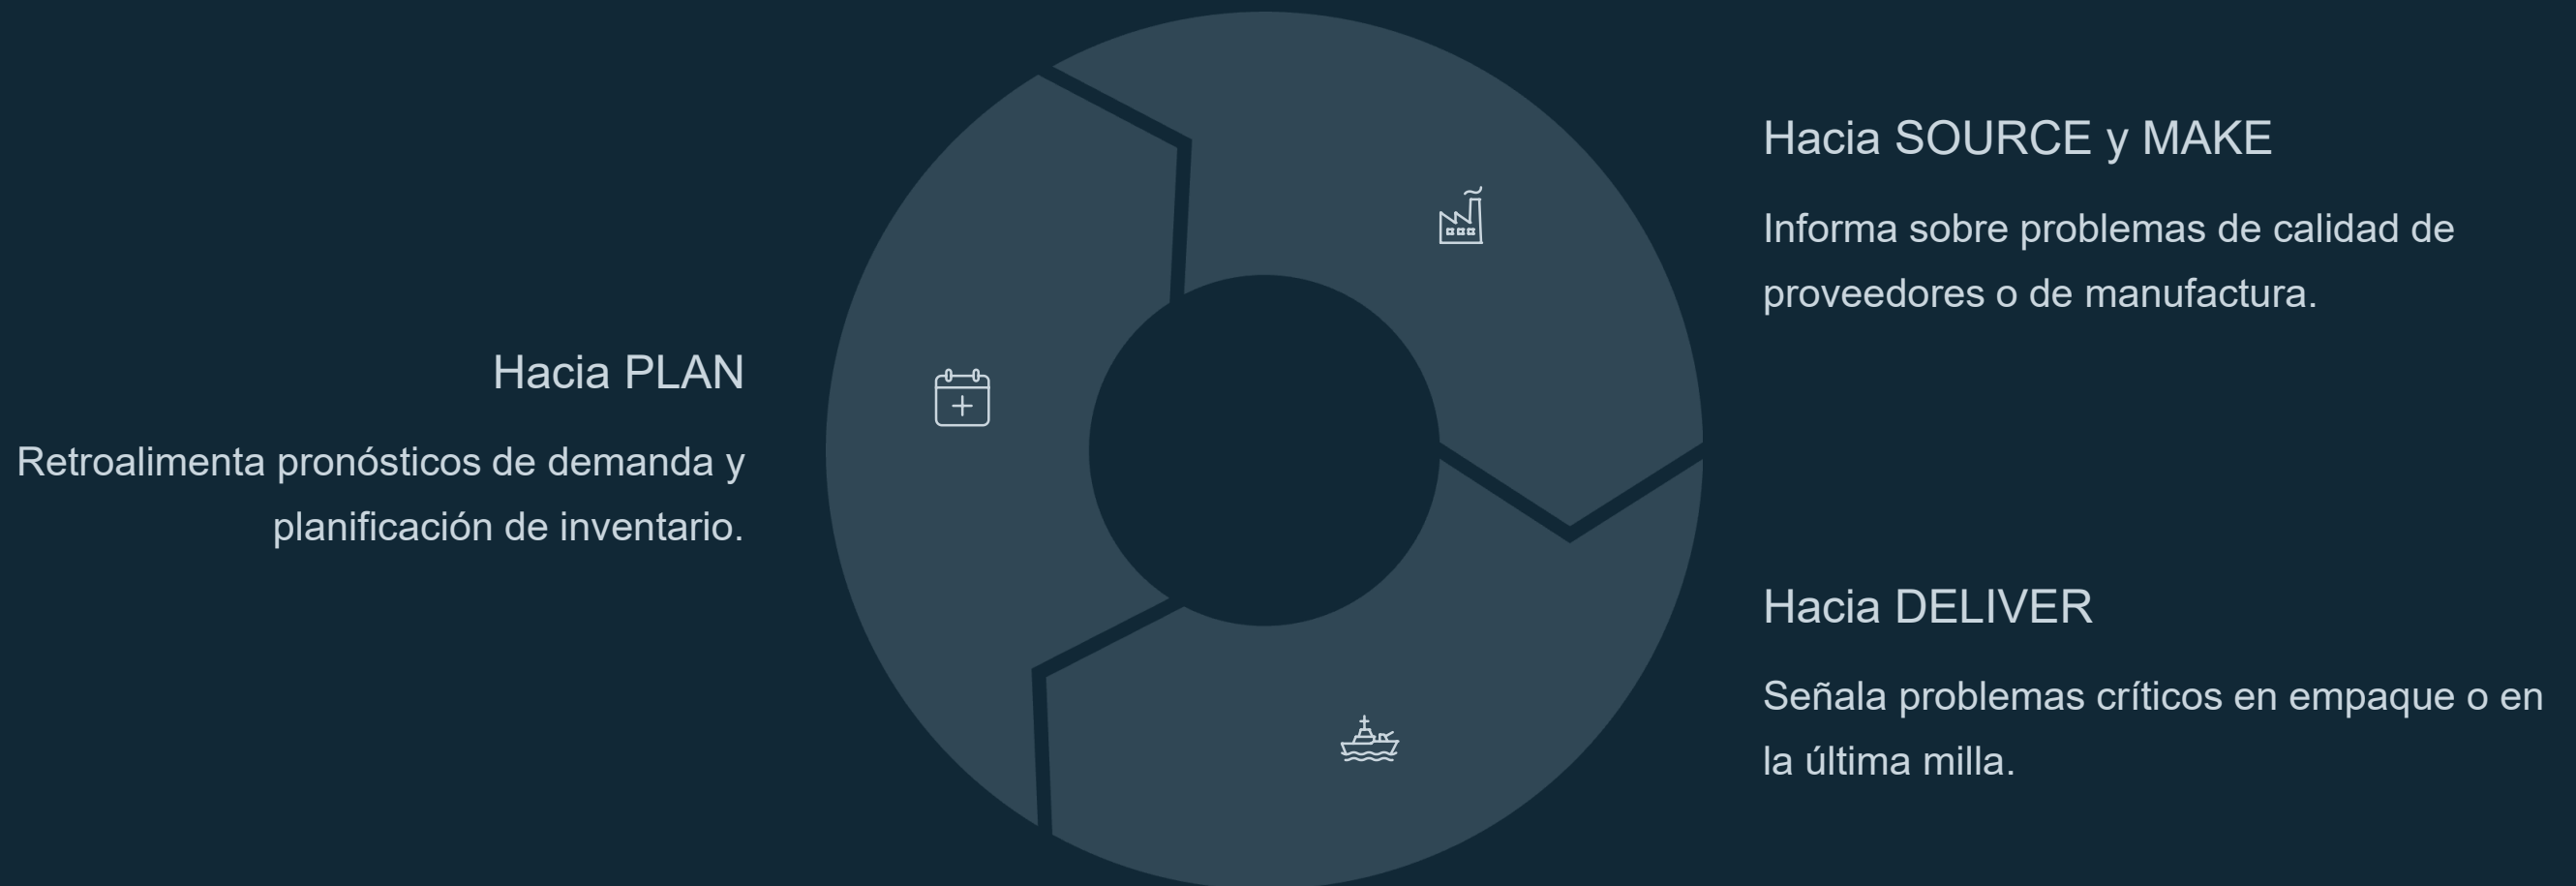 Hacia SOURCE y MAKE
Informa sobre problemas de calidad de
proveedores o de manufactura.
Hacia PLAN
Retroalimenta pronósticos de demanda y
planificación de inventario.
Hacia DELIVER
Señala problemas críticos en empaque o en
la última milla.